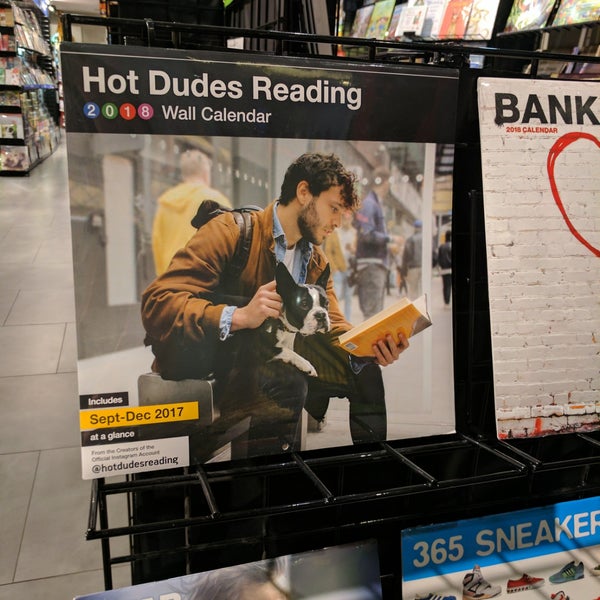 Hot Dudes Reading
2018 Wall Calendar
Includes
Sept-Dec 2017
at a glance
From the Creators of the
Official Instagram Account
@hotdudesreading
BANK
2018 CALENDAR
365 SNEAKER